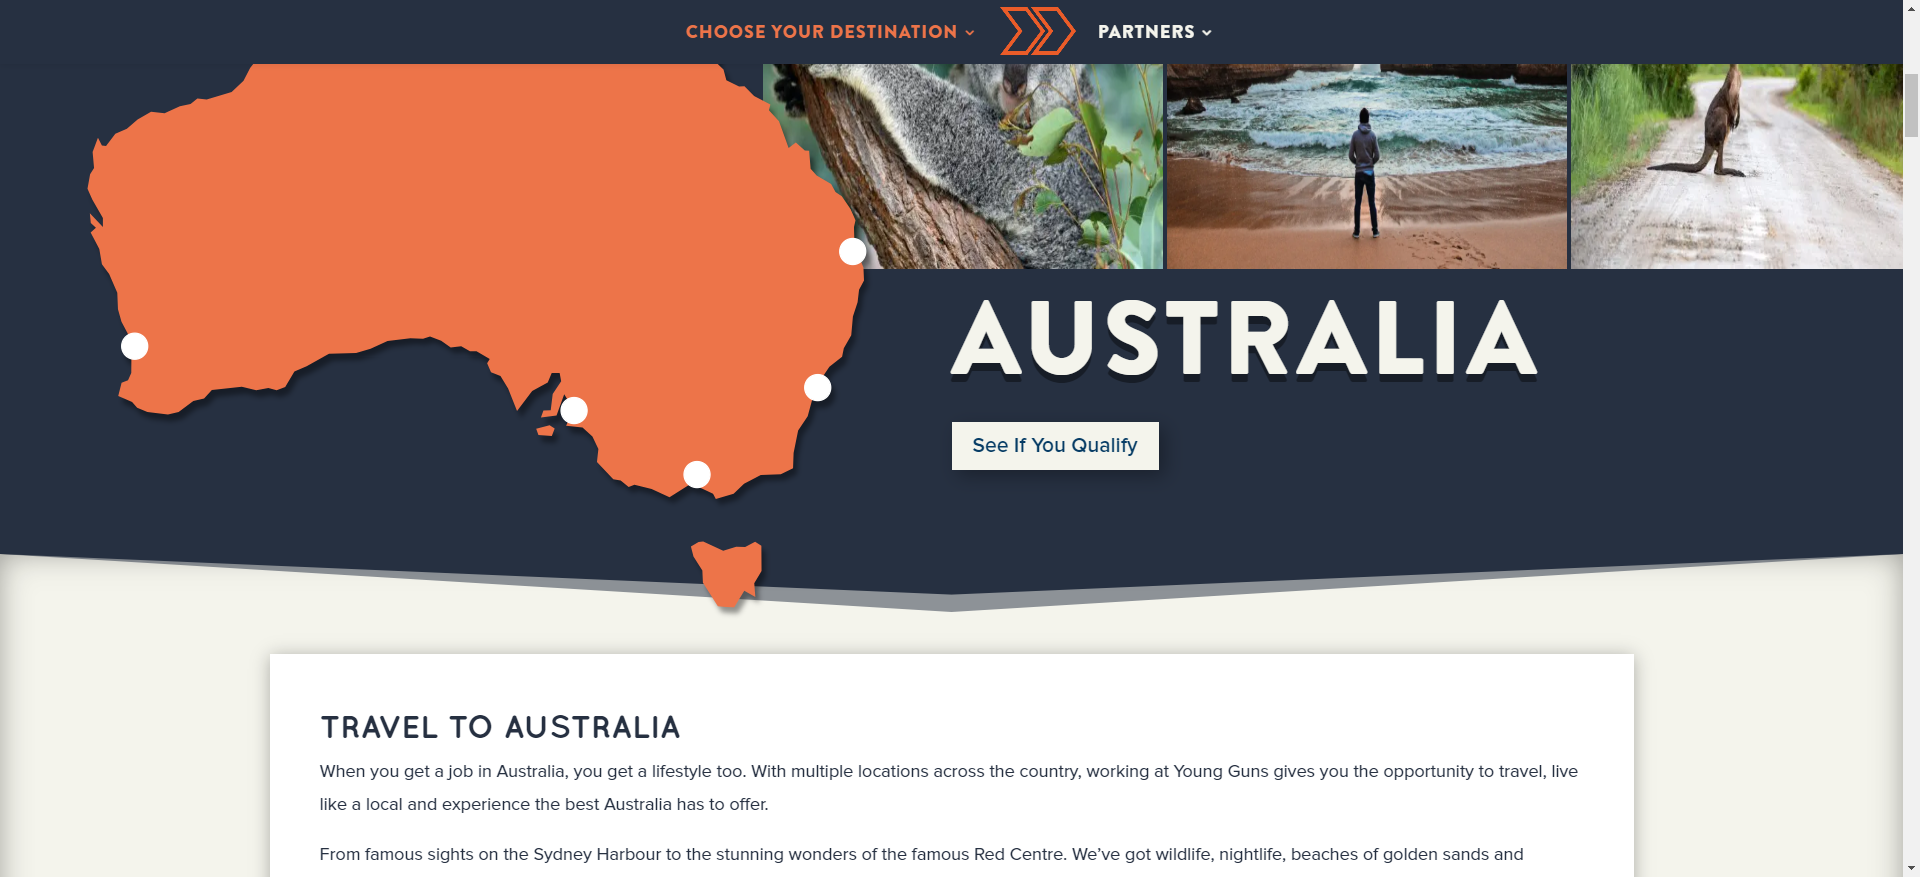 CHOOSE YOUR DESTINATION
PARTNERS
AUSTRALIA
See If You Qualify
TRAVEL TO AUSTRALIA
When you get a job in Australia, you get a lifestyle too. With multiple locations across the country, working at Young Guns gives you the opportunity to travel, live
like a local and experience the best Australia has to offer.
From famous sights on the Sydney Harbour to the stunning wonders of the famous Red Centre. We’ve got wildlife, nightlife, beaches of golden sands and